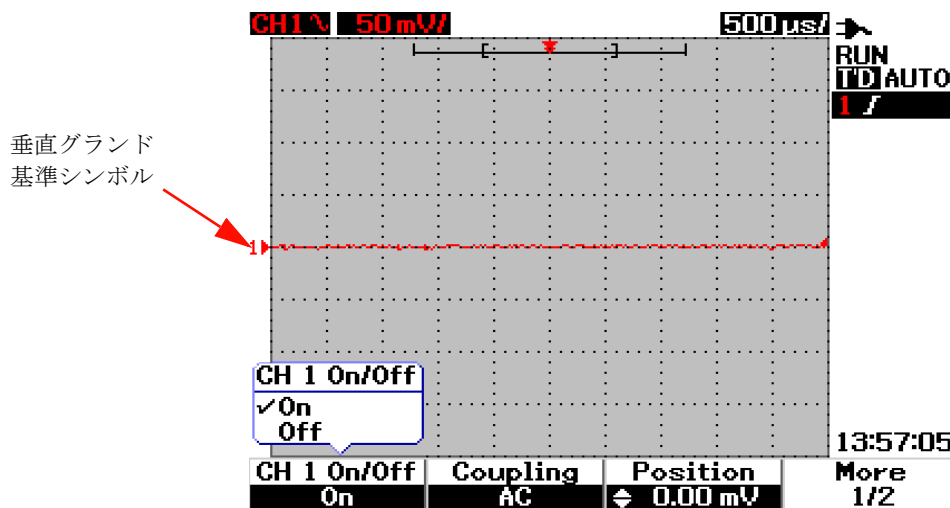 CH1 50 mV/ 500 µs/
RUN
T'D AUTO
1
垂直グランド
基準シンボル
1
CH 1 On/Off
✓On
Off
13:57:05
CH 1 On/Off Coupling Position More
On AC 0.00 mV 1/2